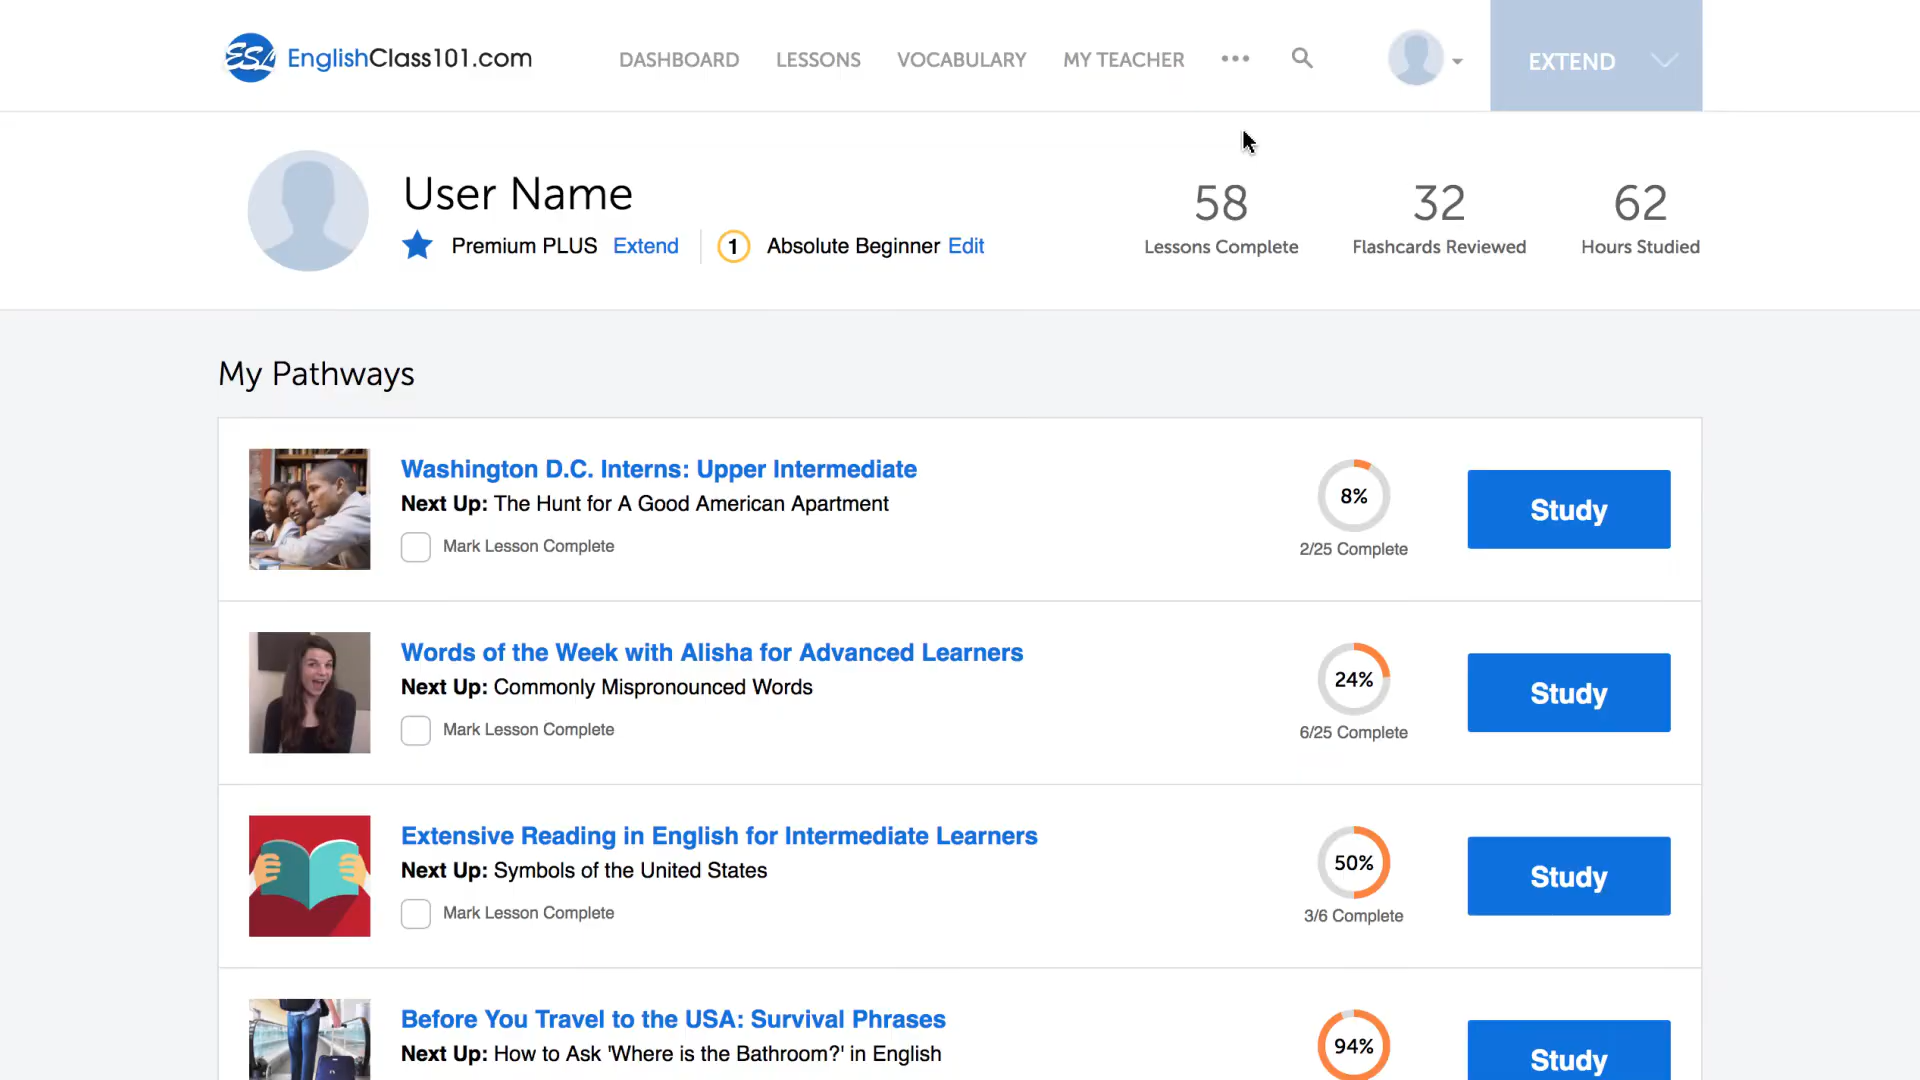 ESL EnglishClass101.com
DASHBOARD
LESSONS
VOCABULARY
MY TEACHER
EXTEND
User Name
Premium PLUS Extend
1 Absolute Beginner Edit
58
Lessons Complete
32
Flashcards Reviewed
62
Hours Studied
My Pathways
Washington D.C. Interns: Upper Intermediate
Next Up: The Hunt for A Good American Apartment
Mark Lesson Complete
8%
2/25 Complete
Study
Words of the Week with Alisha for Advanced Learners
Next Up: Commonly Mispronounced Words
Mark Lesson Complete
24%
6/25 Complete
Study
Extensive Reading in English for Intermediate Learners
Next Up: Symbols of the United States
Mark Lesson Complete
50%
3/6 Complete
Study
Before You Travel to the USA: Survival Phrases
Next Up: How to Ask 'Where is the Bathroom?' in English
94%
Study